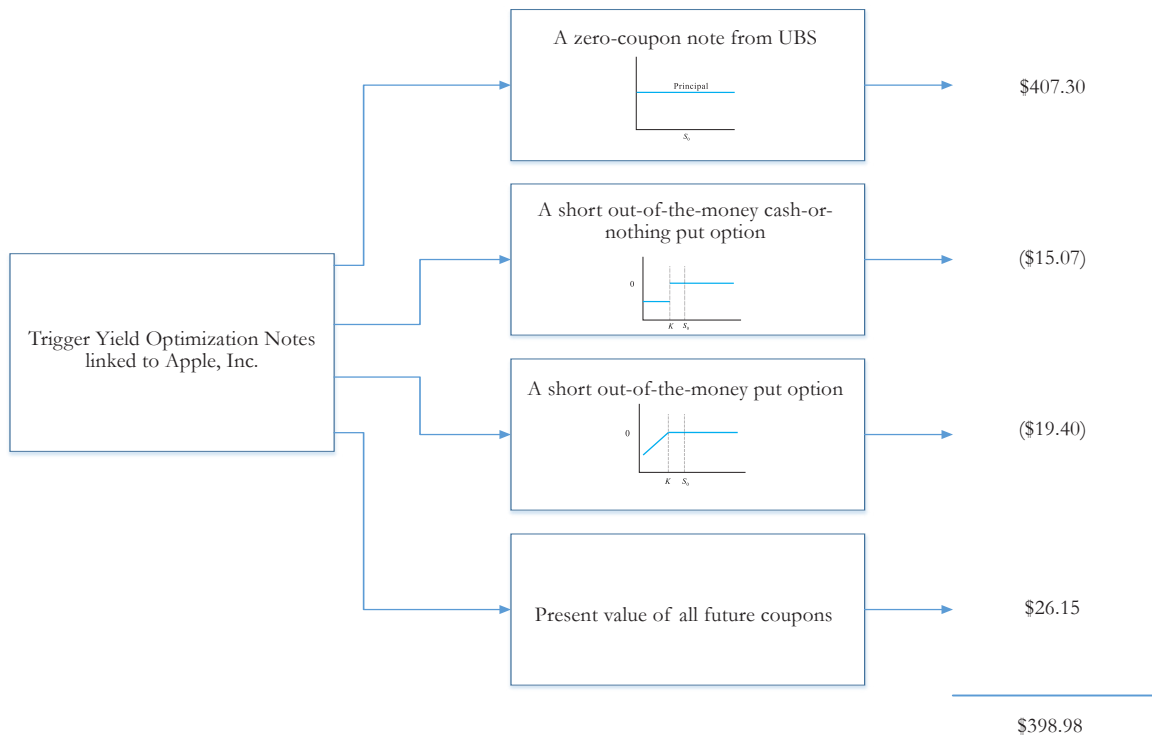 A zero-coupon note from UBS
Principal
S0
$407.30
A short out-of-the-money cash-or-
nothing put option
0
K S0
($15.07)
Trigger Yield Optimization Notes
linked to Apple, Inc.
A short out-of-the-money put option
0
K S0
($19.40)
Present value of all future coupons
$26.15
$398.98